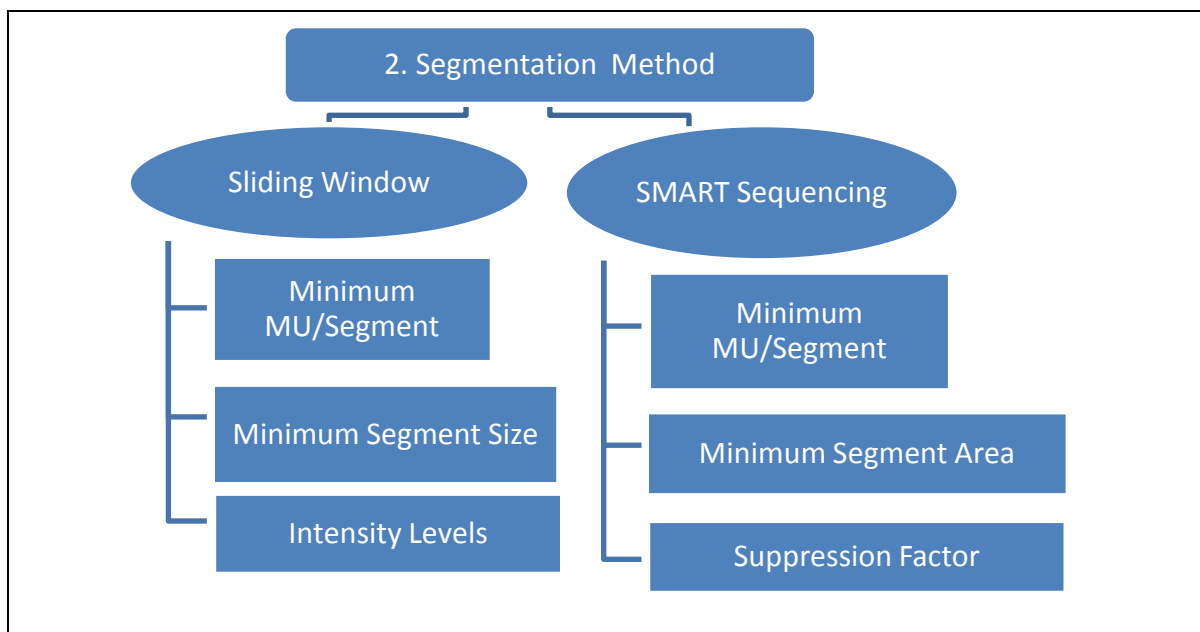 2. Segmentation Method
Sliding Window
Minimum
MU/Segment
Minimum Segment Size
Intensity Levels
SMART Sequencing
Minimum
MU/Segment
Minimum Segment Area
Suppression Factor